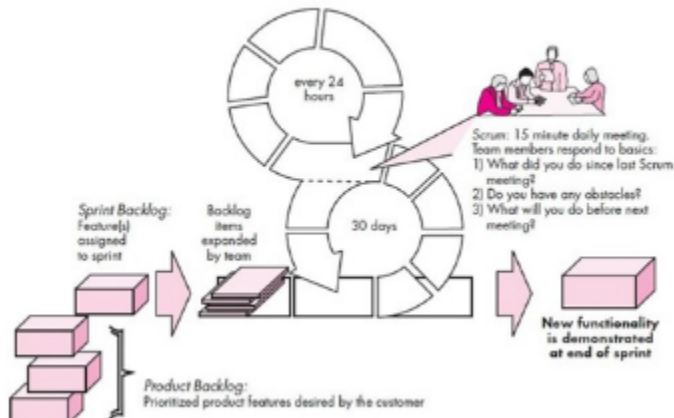 every 24
hours
Scrum: 15 minute daily meeting.
Team members respond to basics:
1) What did you do since last Scrum
meeting?
2) Do you have any obstacles?
3) What will you do before next
meeting?
Sprint Backlog:
Feature(s)
assigned
to sprint
Backlog
items
expanded
by team
30 days
New functionality
is demonstrated
at end of sprint
Product Backlog:
Prioritized product features desired by the customer